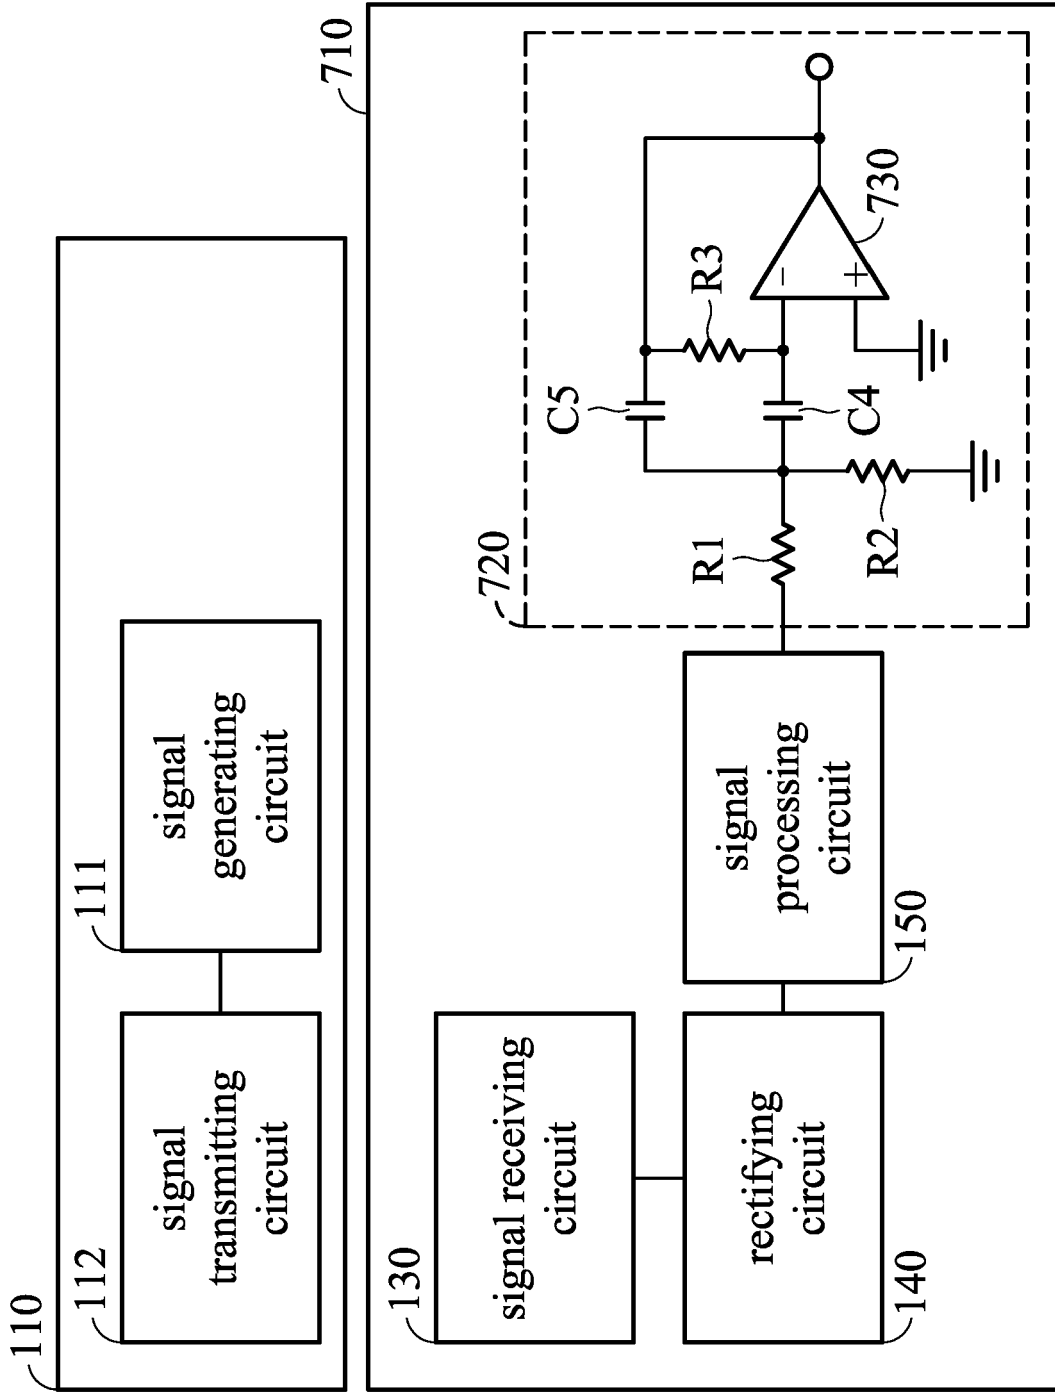 110
112
signal
transmitting
circuit
111
signal
generating
circuit
710
130
signal receiving
circuit
140
rectifying
circuit
150
signal
processing
circuit
720
R1
R2
C5
C4
R3
−
+
730